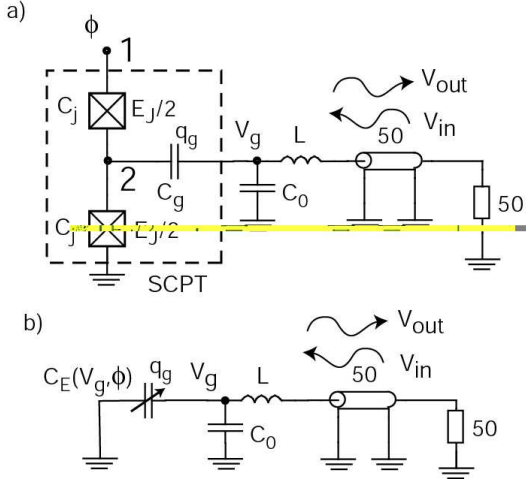 a)
ϕ 1
C_j E_J/2
q_g V_g L 50 V_out
V_in
2 C_g C_0 50
C_j E_J/2
SCPT
b)
V_out
C_E(V_g,ϕ) q_g V_g L 50 V_in
C_0 50